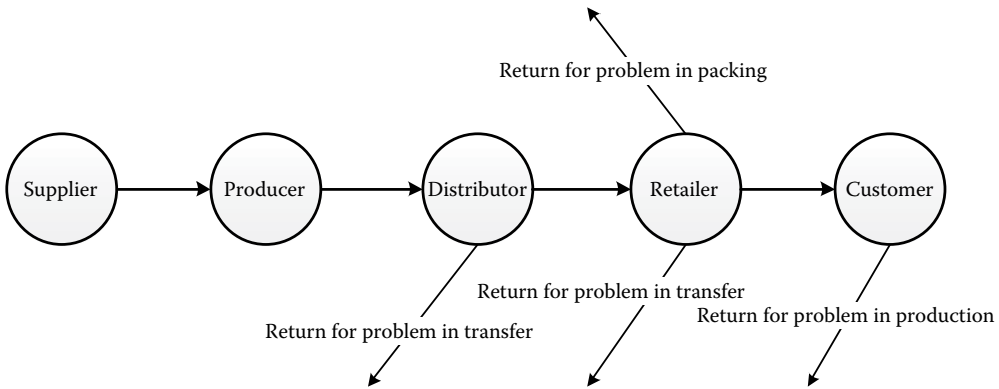 Return for problem in packing
Supplier
Producer
Distributor
Retailer
Customer
Return for problem in transfer
Return for problem in production
Return for problem in transfer